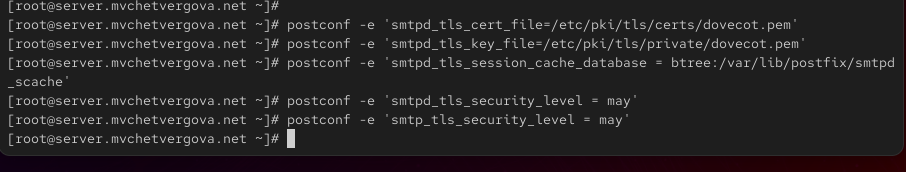 [root@server.mvchetvergova.net ~]#
[root@server.mvchetvergova.net ~]# postconf -e 'smtpd_tls_cert_file=/etc/pki/tls/certs/dovecot.pem'
[root@server.mvchetvergova.net ~]# postconf -e 'smtpd_tls_key_file=/etc/pki/tls/private/dovecot.pem'
[root@server.mvchetvergova.net ~]# postconf -e 'smtpd_tls_session_cache_database = btree:/var/lib/postfix/smtpd
_scache'
[root@server.mvchetvergova.net ~]# postconf -e 'smtpd_tls_security_level = may'
[root@server.mvchetvergova.net ~]# postconf -e 'smtp_tls_security_level = may'
[root@server.mvchetvergova.net ~]#